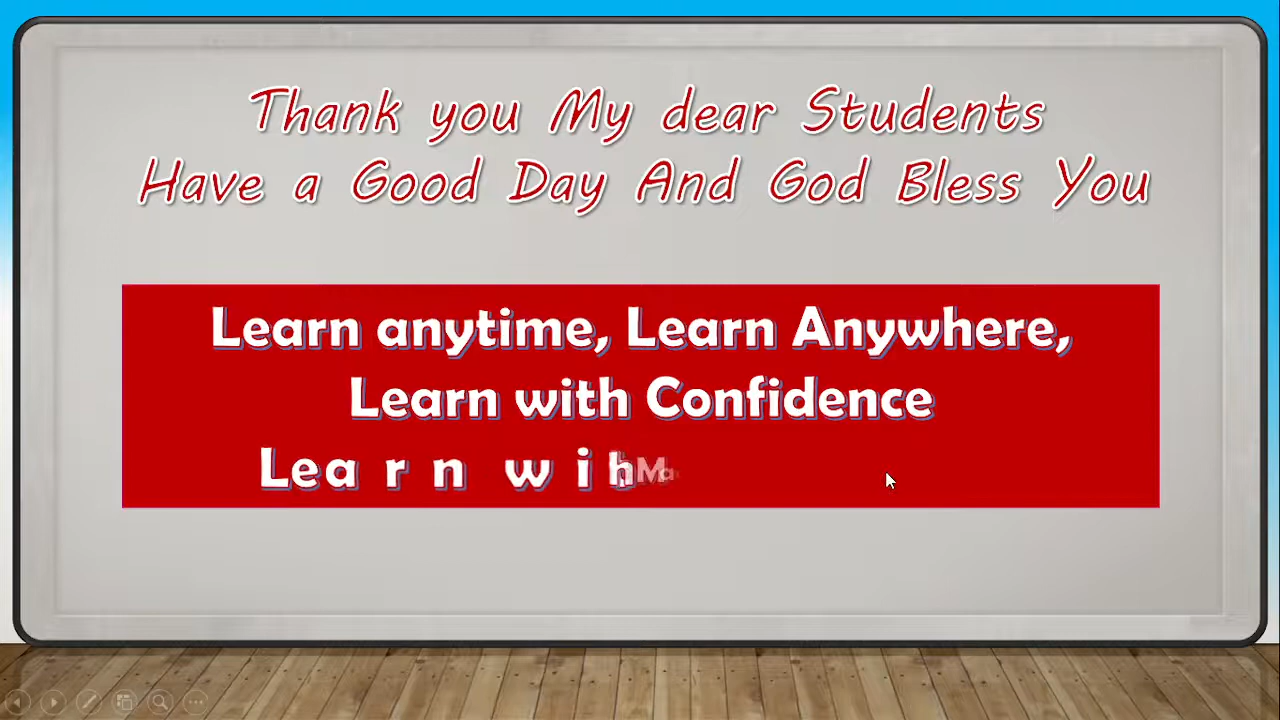 Thank you My dear Students
Have a Good Day And God Bless You
Learn anytime, Learn Anywhere,
Learn with Confidence
Learn